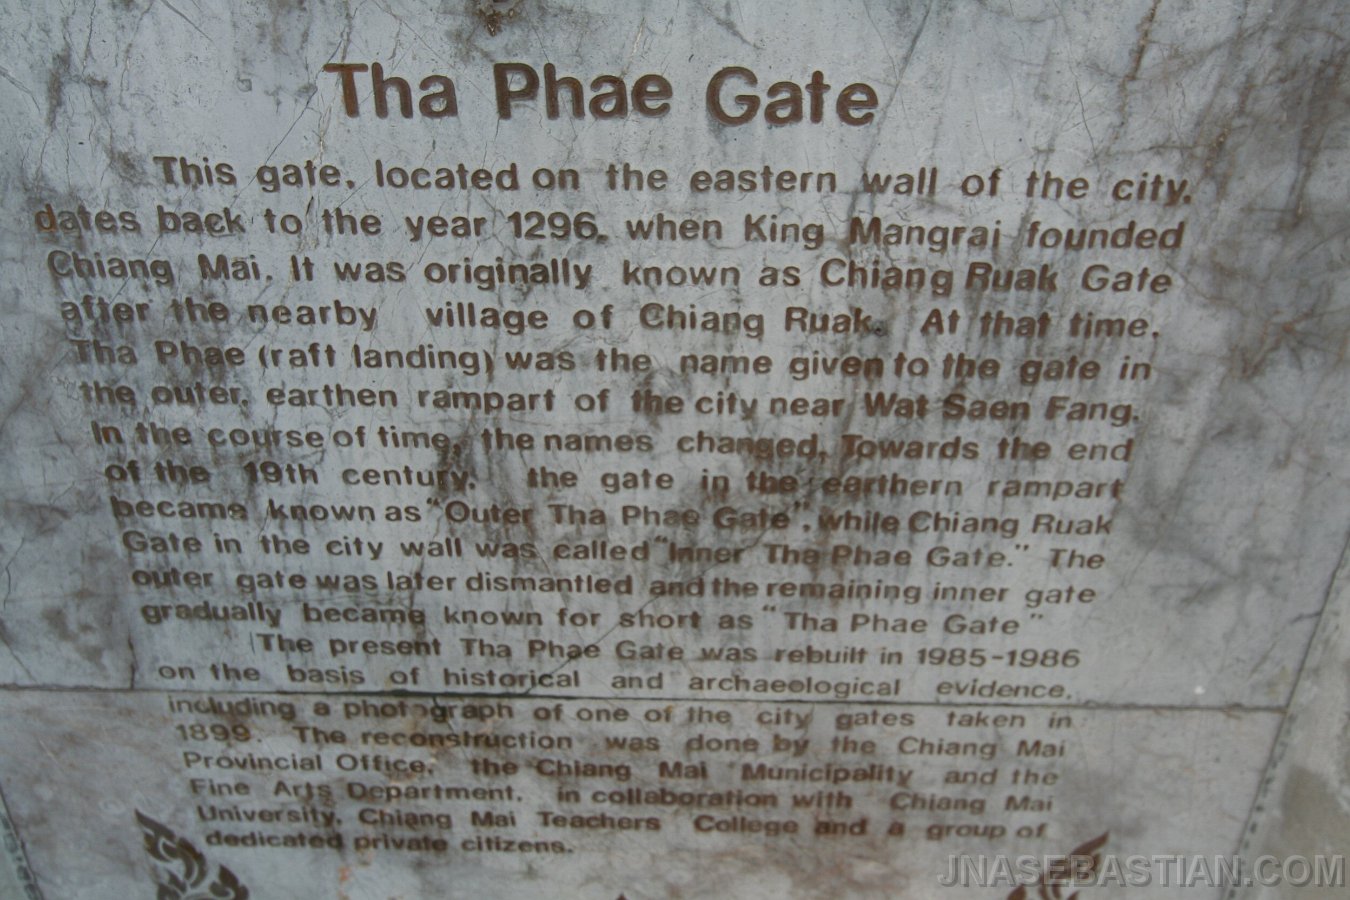 Tha Phae Gate
This gate, located on the eastern wall of the city,
dates back to the year 1296, when King Mangrai founded
Chiang Mai. It was originally known as Chiang Ruak Gate
after the nearby village of Chiang Ruak. At that time,
Tha Phae (raft landing) was the name given to the gate in
the outer, earthen rampart of the city near Wat Saen Fang.
In the course of time, the names changed. Towards the end
of the 19th century, the gate in the earthern rampart
became known as "Outer Tha Phae Gate", while Chiang Ruak
Gate in the city wall was called "Inner Tha Phae Gate." The
outer gate was later dismantled and the remaining inner gate
gradually became known for short as "Tha Phae Gate"
The present Tha Phae Gate was rebuilt in 1985-1986
on the basis of historical and archaeological evidence,
including a photograph of one of the city gates taken in
1899. The reconstruction was done by the Chiang Mai
Provincial Office, the Chiang Mai Municipality and the
Fine Arts Department, in collaboration with Chiang Mai
University, Chiang Mai Teachers College and a group of
dedicated private citizens.
JNASEBASTIAN.COM